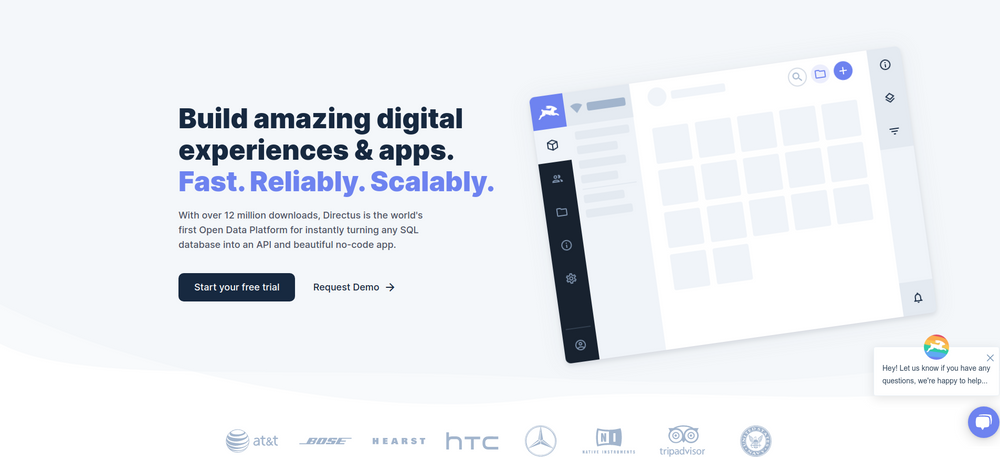 Build amazing digital
experiences & apps.
Fast. Reliably. Scalably.
With over 12 million downloads, Directus is the world's
first Open Data Platform for instantly turning any SQL
database into an API and beautiful no-code app.
Start your free trial
Request Demo →
Hey! Let us know if you have any
questions, we're happy to help...
at&t
BOSE
HEARST
hTC
NI
NATIVE INSTRUMENTS
tripadvisor